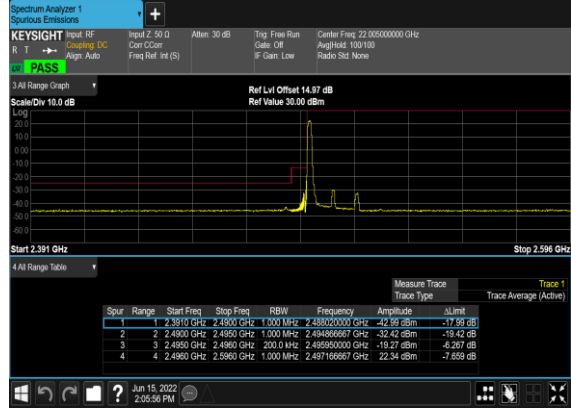 Spectrum Analyzer 1
Spurious Emissions
KEYSIGHT Input: RF Input Z: 50 Ω Atten: 30 dB Trig: Free Run Center Freq: 22.005000000 GHz
R T Coupling: DC Corr CCorr Gate: Off Avg|Hold: 100/100
Align: Auto Freq Ref: Int (S) IF Gain: Low Radio Std: None
LU PASS
3 All Range Graph
Ref Lvl Offset 14.97 dB
Scale/Div 10.0 dB Ref Value 30.00 dBm
Log
20.0
10.0
0.00
-10.0
-20.0
-30.0
-40.0
-50.0
-60.0
Start 2.391 GHz Stop 2.596 GHz
4 All Range Table
Measure Trace Trace 1
Trace Type Trace Average (Active)
Spur Range Start Freq Stop Freq RBW Frequency Amplitude ΔLimit
1 1 2.3910 GHz 2.4900 GHz 1.000 MHz 2.488020000 GHz -42.99 dBm -17.99 dB
2 2 2.4900 GHz 2.4950 GHz 1.000 MHz 2.494866667 GHz -32.42 dBm -19.42 dB
3 3 2.4950 GHz 2.4960 GHz 200.0 kHz 2.495950000 GHz -19.27 dBm -6.267 dB
4 4 2.4960 GHz 2.5960 GHz 1.000 MHz 2.497166667 GHz 22.34 dBm -7.659 dB
? Jun 15, 2022
2:05:56 PM